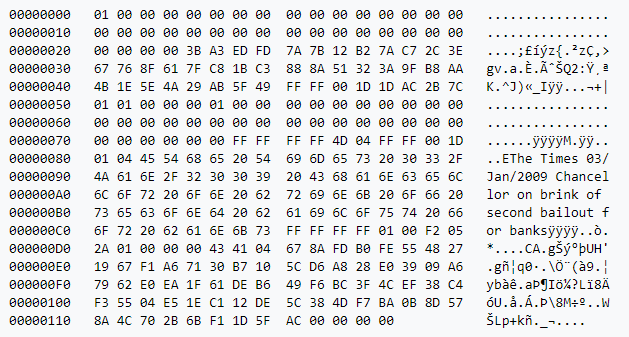 00000000 01 00 00 00 00 00 00 00 00 00 00 00 00 00 00 00 ................
00000010 00 00 00 00 00 00 00 00 00 00 00 00 00 00 00 00 ................
00000020 00 00 00 00 3B A3 ED FD 7A 7B 12 B2 7A C7 2C 3E ....;£íýz{.²zÇ,>
00000030 67 76 8F 61 7F C8 1B C3 88 8A 51 32 3A 9F B8 AA gv.a.È.ÃˆŠQ2:Ÿ¸ª
00000040 4B 1E 5E 4A 29 AB 5F 49 FF FF 00 1D 1D AC 2B 7C K.^J)«_Iÿÿ...¬+|
00000050 01 01 00 00 00 01 00 00 00 00 00 00 00 00 00 00 ................
00000060 00 00 00 00 00 00 00 00 00 00 00 00 00 00 00 00 ................
00000070 00 00 00 00 00 00 FF FF FF FF 4D 04 FF FF 00 1D ......ÿÿÿÿM.ÿÿ..
00000080 01 04 45 54 68 65 20 54 69 6D 65 73 20 30 33 2F ..EThe Times 03/
00000090 4A 61 6E 2F 32 30 30 39 20 43 68 61 6E 63 65 6C Jan/2009 Chancel
000000A0 6C 6F 72 20 6F 6E 20 62 72 69 6E 6B 20 6F 66 20 lor on brink of
000000B0 73 65 63 6F 6E 64 20 62 61 69 6C 6F 75 74 20 66 second bailout f
000000C0 6F 72 20 62 61 6E 6B 73 FF FF FF FF 01 00 F2 05 or banksÿÿÿÿ..ò.
000000D0 2A 01 00 00 00 43 41 04 67 8A FD B0 FE 55 48 27 *....CA.gŠý°þUH'
000000E0 19 67 F1 A6 71 30 B7 10 5C D6 A8 28 E0 39 09 A6 .gñ¦q0·.\Ö¨(à9.¦
000000F0 79 62 E0 EA 1F 61 DE B6 49 F6 BC 3F 4C EF 38 C4 ybàê.aÞ¶Iö¼?Lï8Ä
00000100 F3 55 04 E5 1E C1 12 DE 5C 38 4D F7 BA 0B 8D 57 óU.å.Á.Þ\8M÷º..W
00000110 8A 4C 70 2B 6B F1 1D 5F AC 00 00 00 00 ŠLp+kñ._¬....